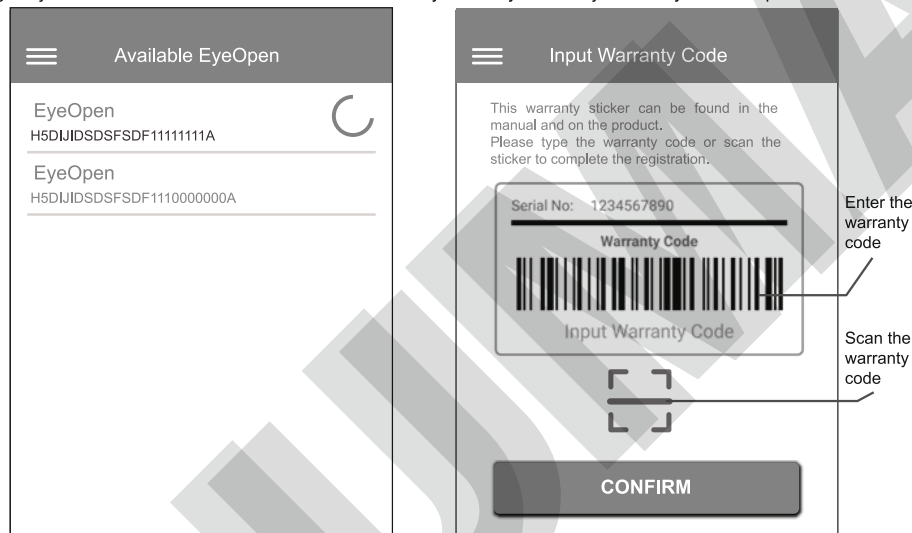 Available EyeOpen
EyeOpen
H5DIJIDSDSFSDF11111111A
EyeOpen
H5DIJIDSDSFSDF1110000000A
Input Warranty Code
This warranty sticker can be found in the
manual and on the product.
Please type the warranty code or scan the
sticker to complete the registration.
Serial No: 1234567890
Warranty Code
Input Warranty Code
CONFIRM
Enter the
warranty
code
Scan the
warranty
code